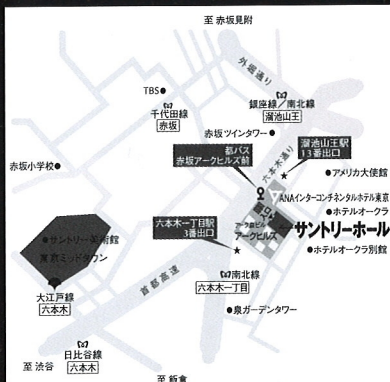 至 赤坂見附
外堀通り
TBS
千代田線
赤坂
銀座線/南北線
溜池山王
赤坂ツインタワー
都バス
赤坂アークヒルズ前
六本木通り
溜池山王駅
13番出口
赤坂小学校
アメリカ大使館
ANAインターコンチネンタルホテル東京
ホテルオークラ
六本木一丁目駅
3番出口
アークヒルズ
サントリーホール
サントリー美術館
東京ミッドタウン
ホテルオークラ別館
首都高速
南北線
六本木一丁目
大江戸線
六本木
泉ガーデンタワー
日比谷線
六本木
至 渋谷
至 飯倉